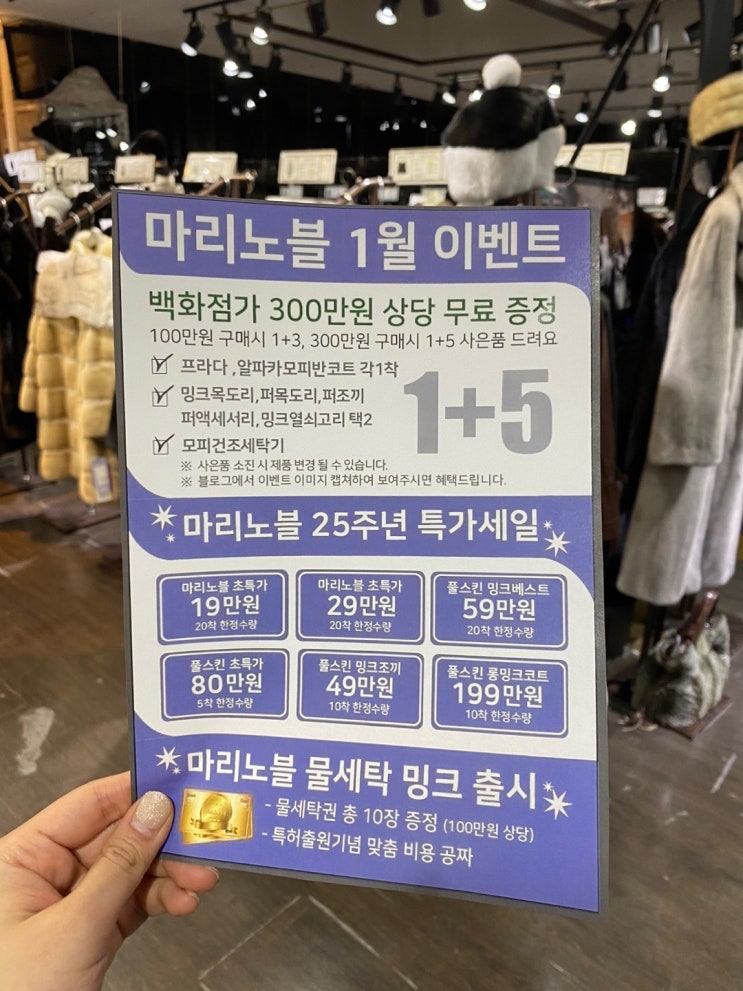 마리노블 1월 이벤트
백화점가 300만원 상당 무료 증정
100만원 구매시 1+3, 300만원 구매시 1+5 사은품 드려요
프라다 ,알파카모피반코트 각1착
밍크목도리,퍼목도리,퍼조끼
퍼액세서리,밍크열쇠고리 택2
모피건조세탁기
1+5
※ 사은품 소진 시 제품 변경 될 수 있습니다.
※ 블로그에서 이벤트 이미지 캡쳐하여 보여주시면 혜택드립니다.
마리노블 25주년 특가세일
마리노블 초특가
19만원
20착 한정수량
마리노블 초특가
29만원
20착 한정수량
풀스킨 밍크베스트
59만원
20착 한정수량
풀스킨 초특가
80만원
5착 한정수량
풀스킨 밍크조끼
49만원
10착 한정수량
풀스킨 롱밍크코트
199만원
10착 한정수량
마리노블 물세탁 밍크 출시
- 물세탁권 총 10장 증정 (100만원 상당)
- 특허출원기념 맞춤 비용 공짜